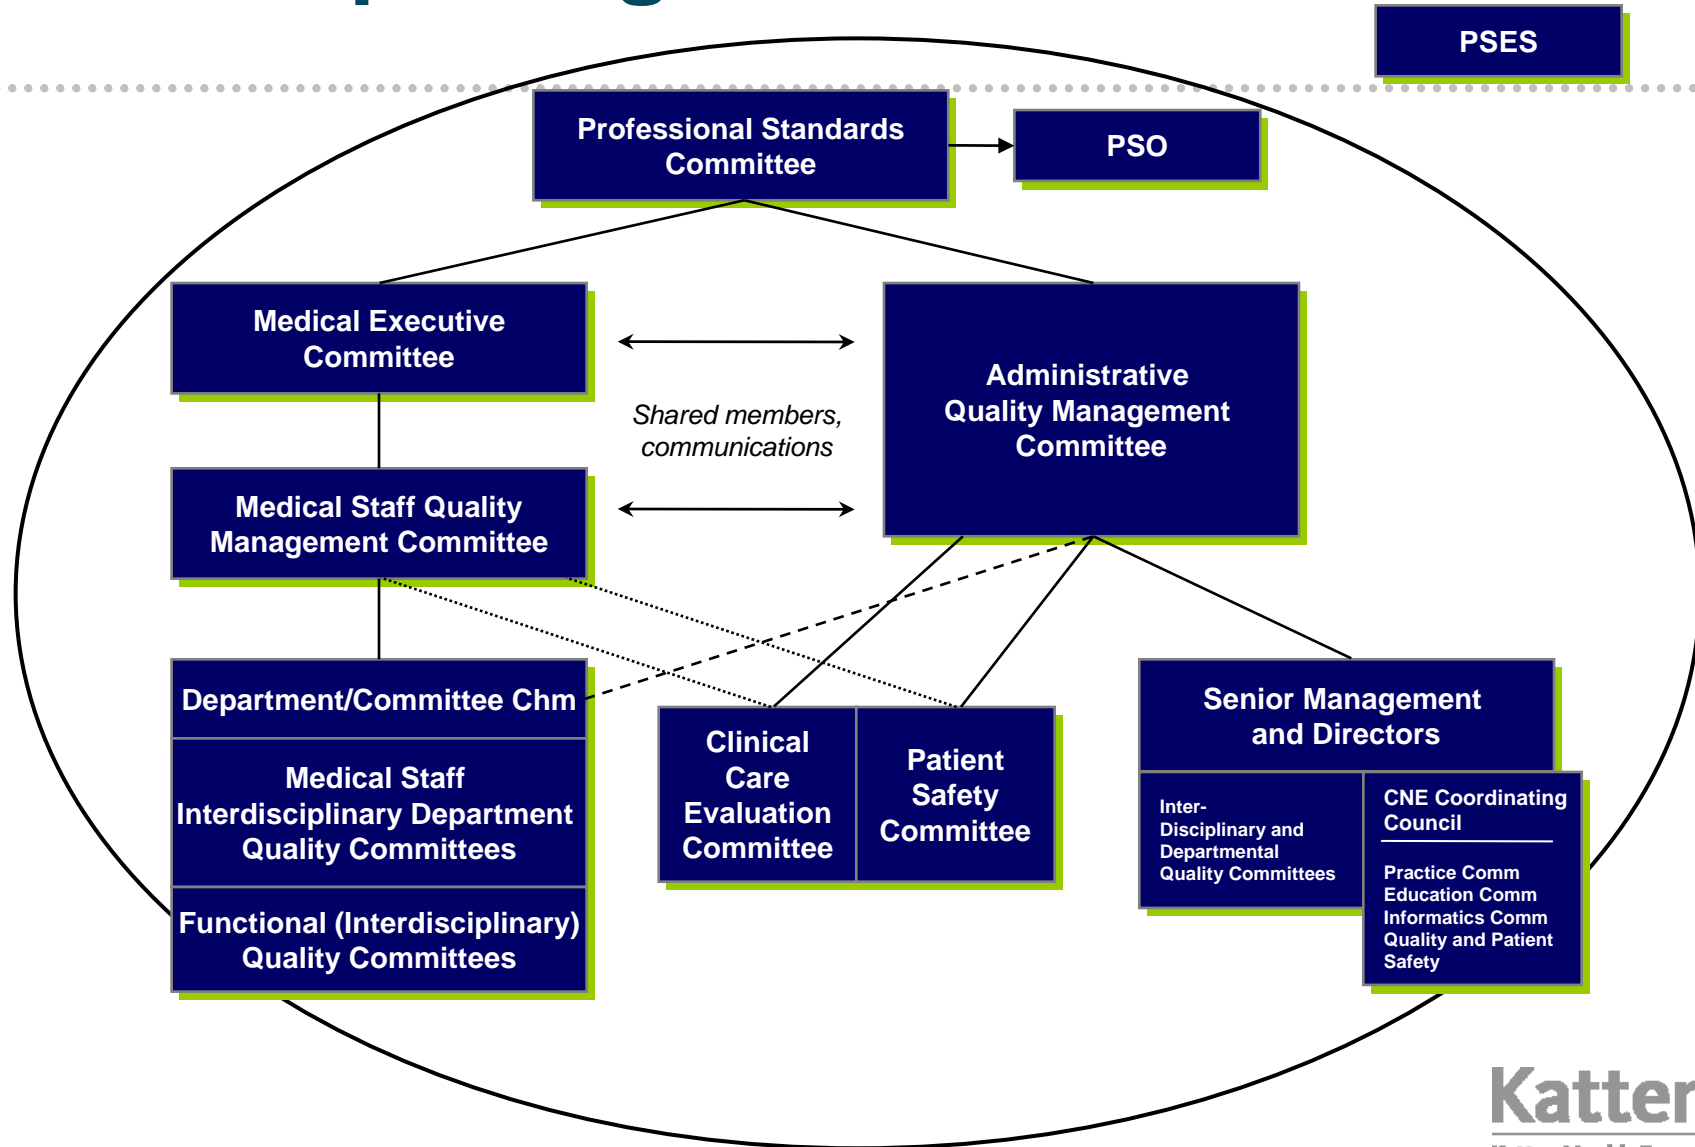 PSES
Professional Standards
Committee
PSO
Medical Executive
Committee
Shared members,
communications
Administrative
Quality Management
Committee
Medical Staff Quality
Management Committee
Department/Committee Chm
Medical Staff
Interdisciplinary Department
Quality Committees
Functional (Interdisciplinary)
Quality Committees
Clinical
Care
Evaluation
Committee
Patient
Safety
Committee
Senior Management
and Directors
Inter-
Disciplinary and
Departmental
Quality Committees
CNE Coordinating
Council
Practice Comm
Education Comm
Informatics Comm
Quality and Patient
Safety
Katten